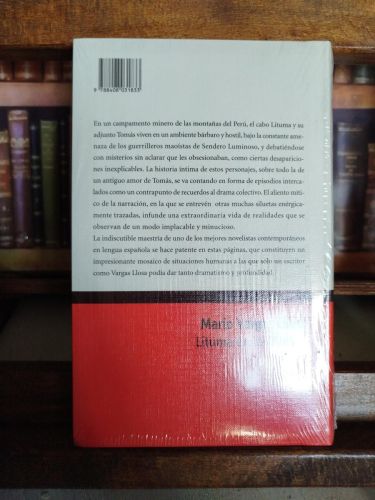 9 788408 031833
En un campamento minero de las montañas del Perú, el cabo Lituma y su
adjunto Tomás viven en un ambiente bárbaro y hostil, bajo la constante ame-
naza de los guerrilleros maoístas de Sendero Luminoso, y debatiéndose
con misterios sin aclarar que les obsesionaban, como ciertas desaparicio-
nes inexplicables. La historia íntima de estos personajes, sobre todo la de
un antiguo amor de Tomás, se va contando en forma de episodios interca-
lados como un contrapunto de recuerdos al drama colectivo. El aliento míti-
co de la narración, en la que se entrevén otras muchas siluetas enérgica-
mente trazadas, infunde una extraordinaria vida de realidades que se
observan de un modo implacable y minucioso.
La indiscutible maestría de uno de los mejores novelistas contemporáneos
en lengua española se hace patente en estas páginas, que constituyen un
impresionante mosaico de situaciones humanas a las que sólo un escritor
como Vargas Llosa podía dar tanto dramatismo y profundidad.
Mario
Lituma